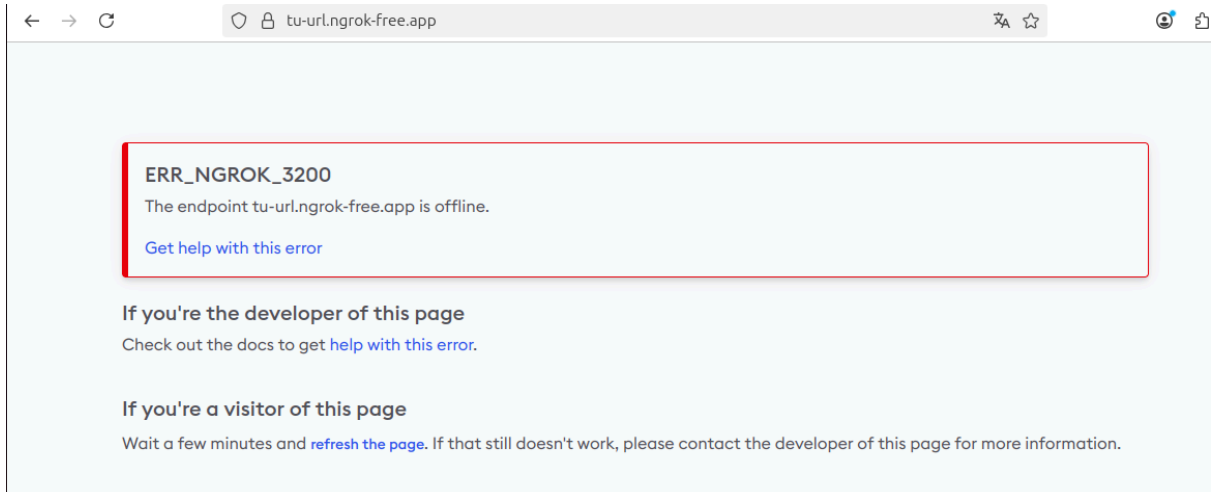 tu-url.ngrok-free.app
ERR_NGROK_3200
The endpoint tu-url.ngrok-free.app is offline.
Get help with this error
If you're the developer of this page
Check out the docs to get help with this error.
If you're a visitor of this page
Wait a few minutes and refresh the page. If that still doesn't work, please contact the developer of this page for more information.